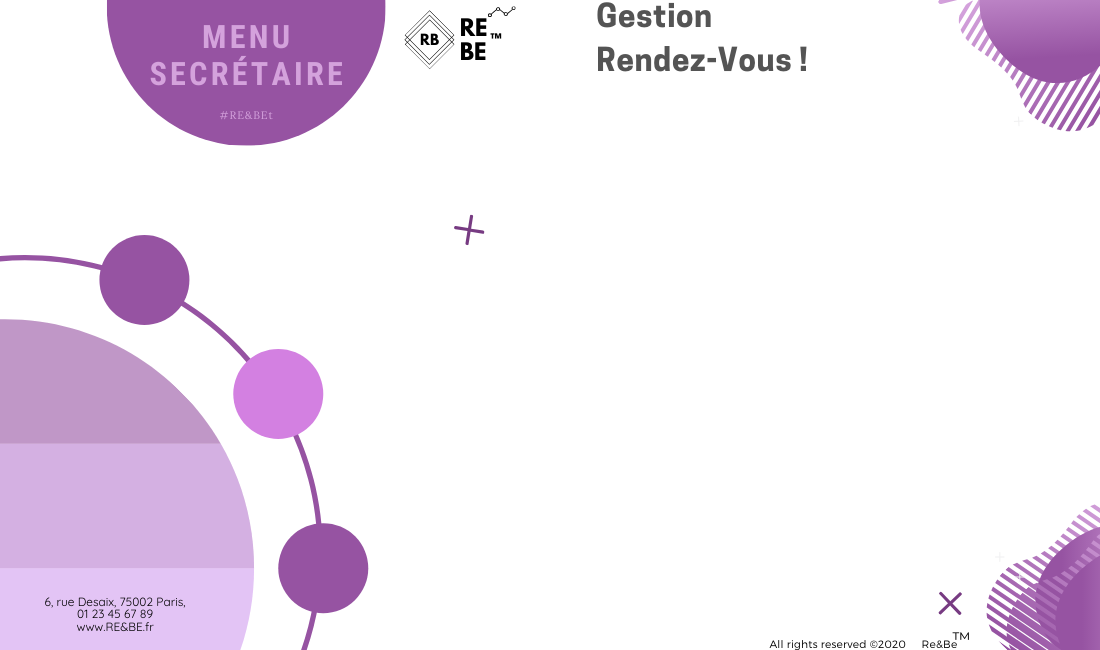 MENU
SECRÉTAIRE
#RE&BEt
RB
RE
BE
™
Gestion
Rendez-Vous !
6, rue Desaix, 75002 Paris,
01 23 45 67 89
www.RE&BE.fr
All rights reserved ©2020 Re&Be™